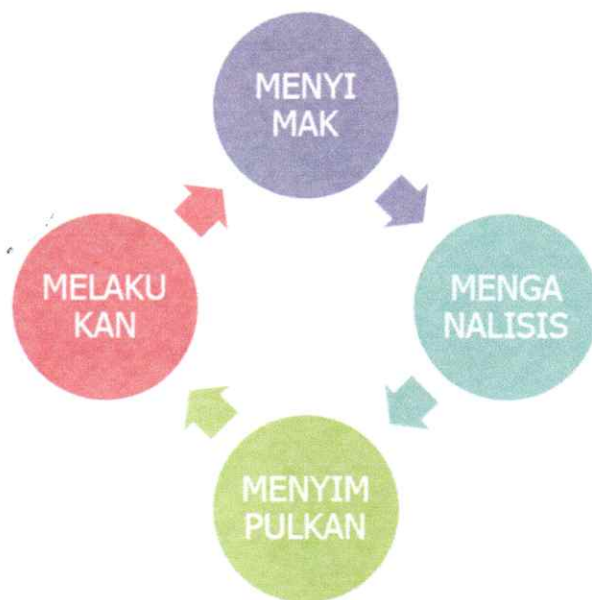 MENYI
MAK
MENGA
NALISIS
MENYIM
PULKAN
MELAKU
KAN